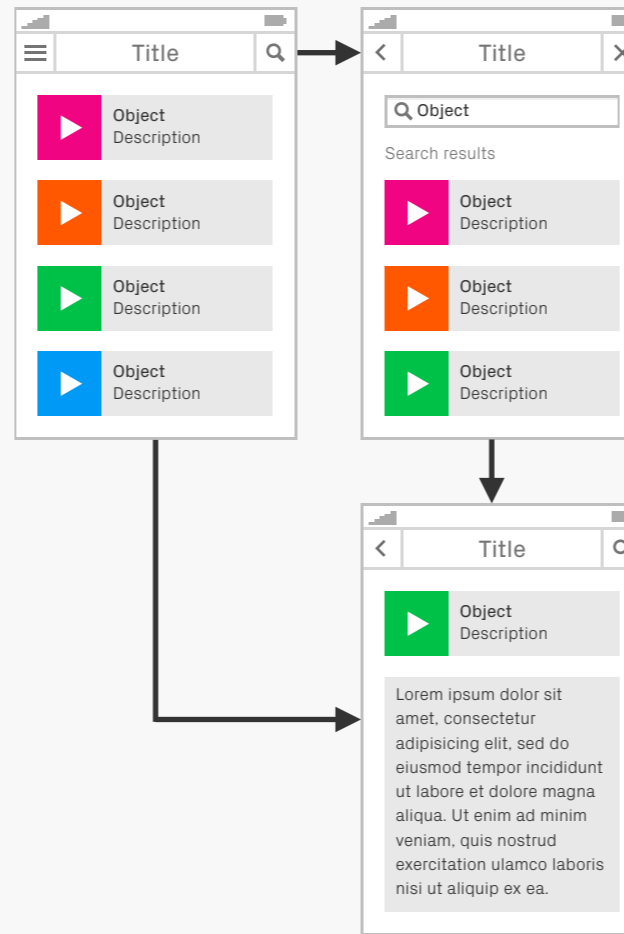 Title
Object
Description
Object
Description
Object
Description
Object
Description
Title
Object
Search results
Object
Description
Object
Description
Object
Description
Title
Object
Description
Lorem ipsum dolor sit
amet, consectetur
adipisicing elit, sed do
eiusmod tempor incididunt
ut labore et dolore magna
aliqua. Ut enim ad minim
veniam, quis nostrud
exercitation ulamco laboris
nisi ut aliquip ex ea.